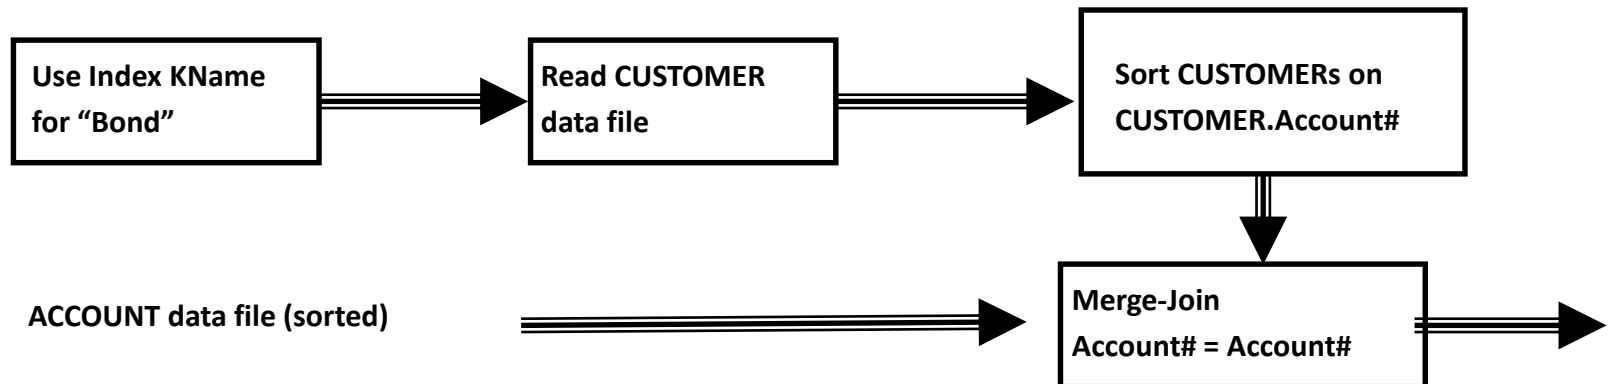 Use Index KName
for “Bond”
Read CUSTOMER
data file
Sort CUSTOMERs on
CUSTOMER.Account#
ACCOUNT data file (sorted)
Merge-Join
Account# = Account#